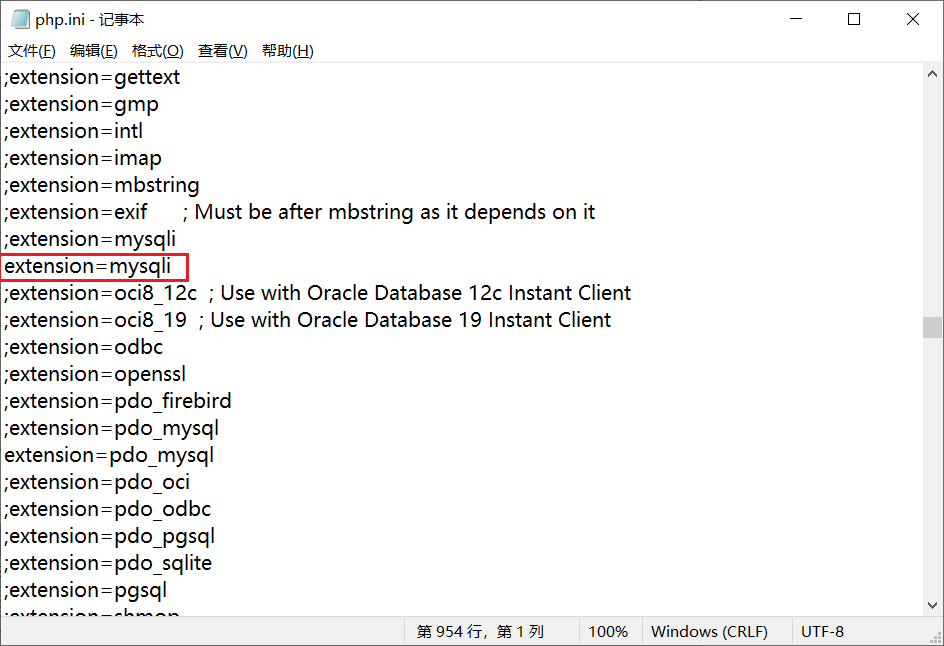 php.ini - 记事本
文件(F) 编辑(E) 格式(O) 查看(V) 帮助(H)
;extension=gettext
;extension=gmp
;extension=intl
;extension=imap
;extension=mbstring
;extension=exif      ; Must be after mbstring as it depends on it
;extension=mysqli
extension=mysqli
;extension=oci8_12c  ; Use with Oracle Database 12c Instant Client
;extension=oci8_19  ; Use with Oracle Database 19 Instant Client
;extension=odbc
;extension=openssl
;extension=pdo_firebird
;extension=pdo_mysql
extension=pdo_mysql
;extension=pdo_oci
;extension=pdo_odbc
;extension=pdo_pgsql
;extension=pdo_sqlite
;extension=pgsql
;extension=shmop
第 954 行，第 1 列 100% Windows (CRLF) UTF-8